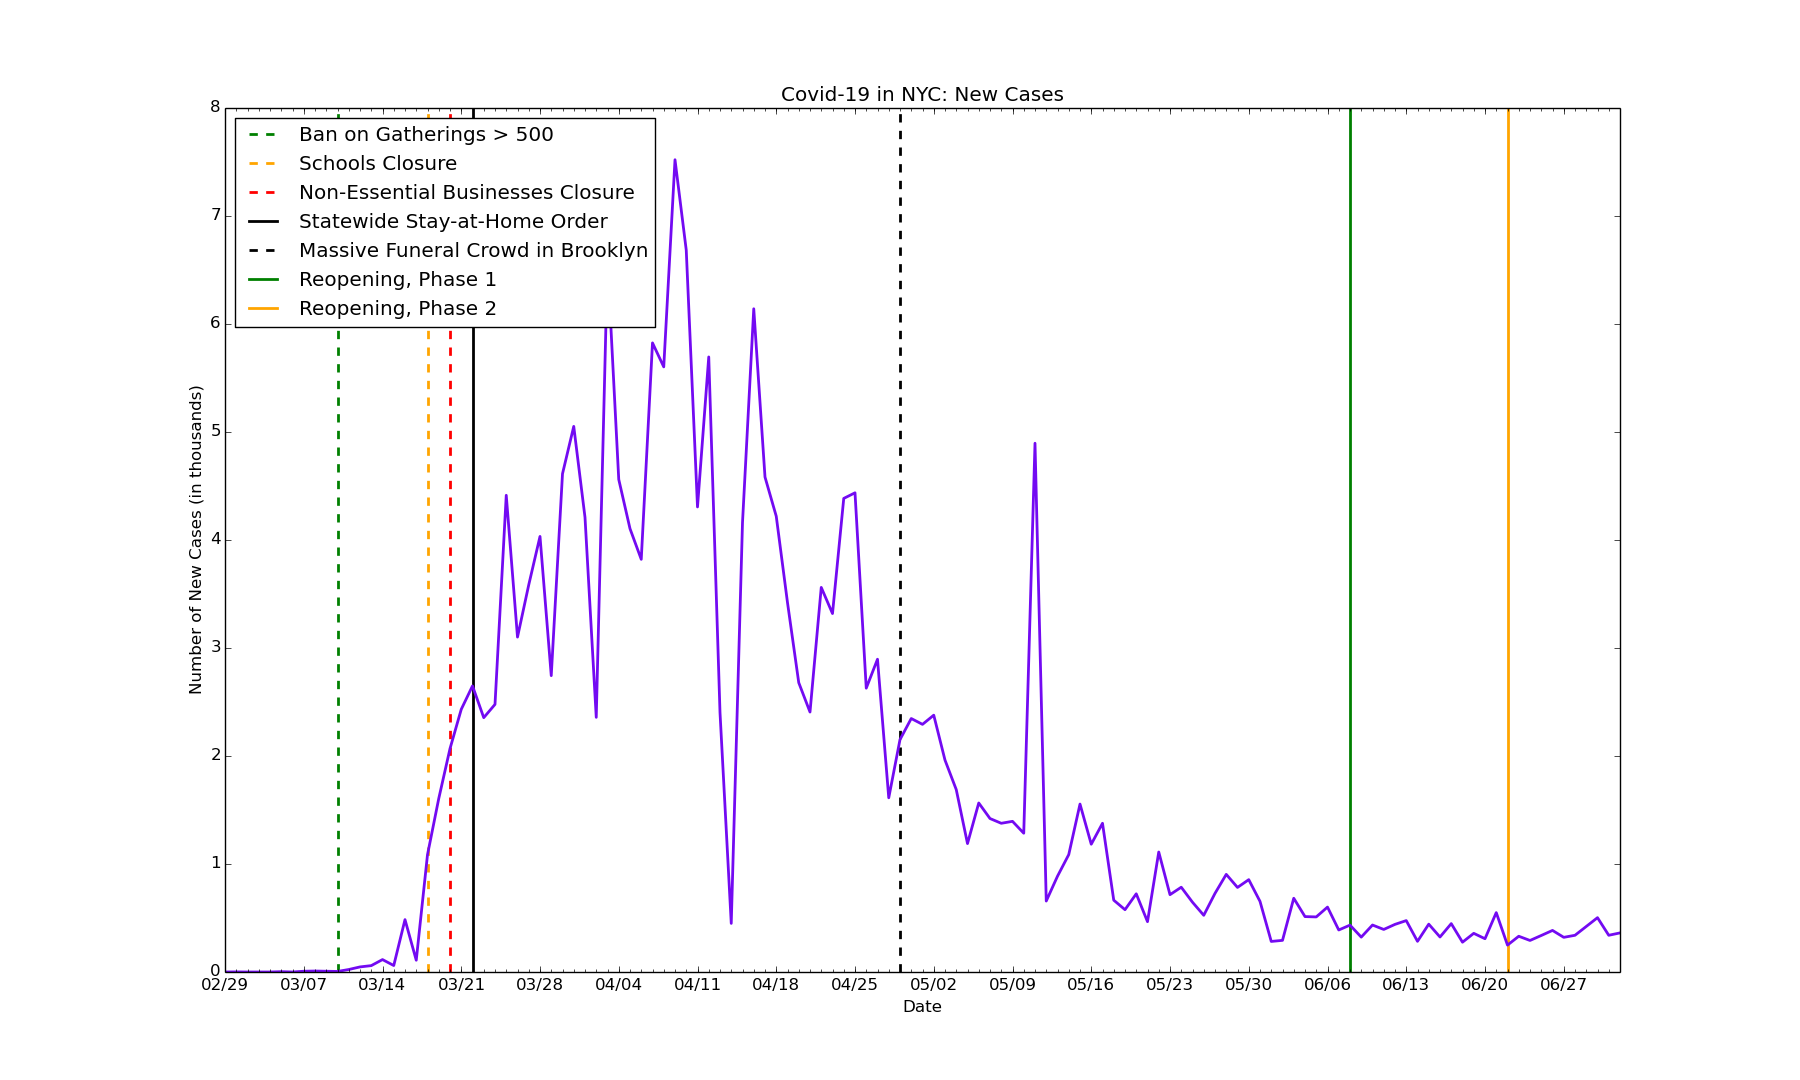 Covid-19 in NYC: New Cases
8
7
6
5
4
3
2
1
0
Number of New Cases (in thousands)
Ban on Gatherings > 500
Schools Closure
Non-Essential Businesses Closure
Statewide Stay-at-Home Order
Massive Funeral Crowd in Brooklyn
Reopening, Phase 1
Reopening, Phase 2
02/29 03/07 03/14 03/21 03/28 04/04 04/11 04/18 04/25 05/02 05/09 05/16 05/23 05/30 06/06 06/13 06/20 06/27
Date